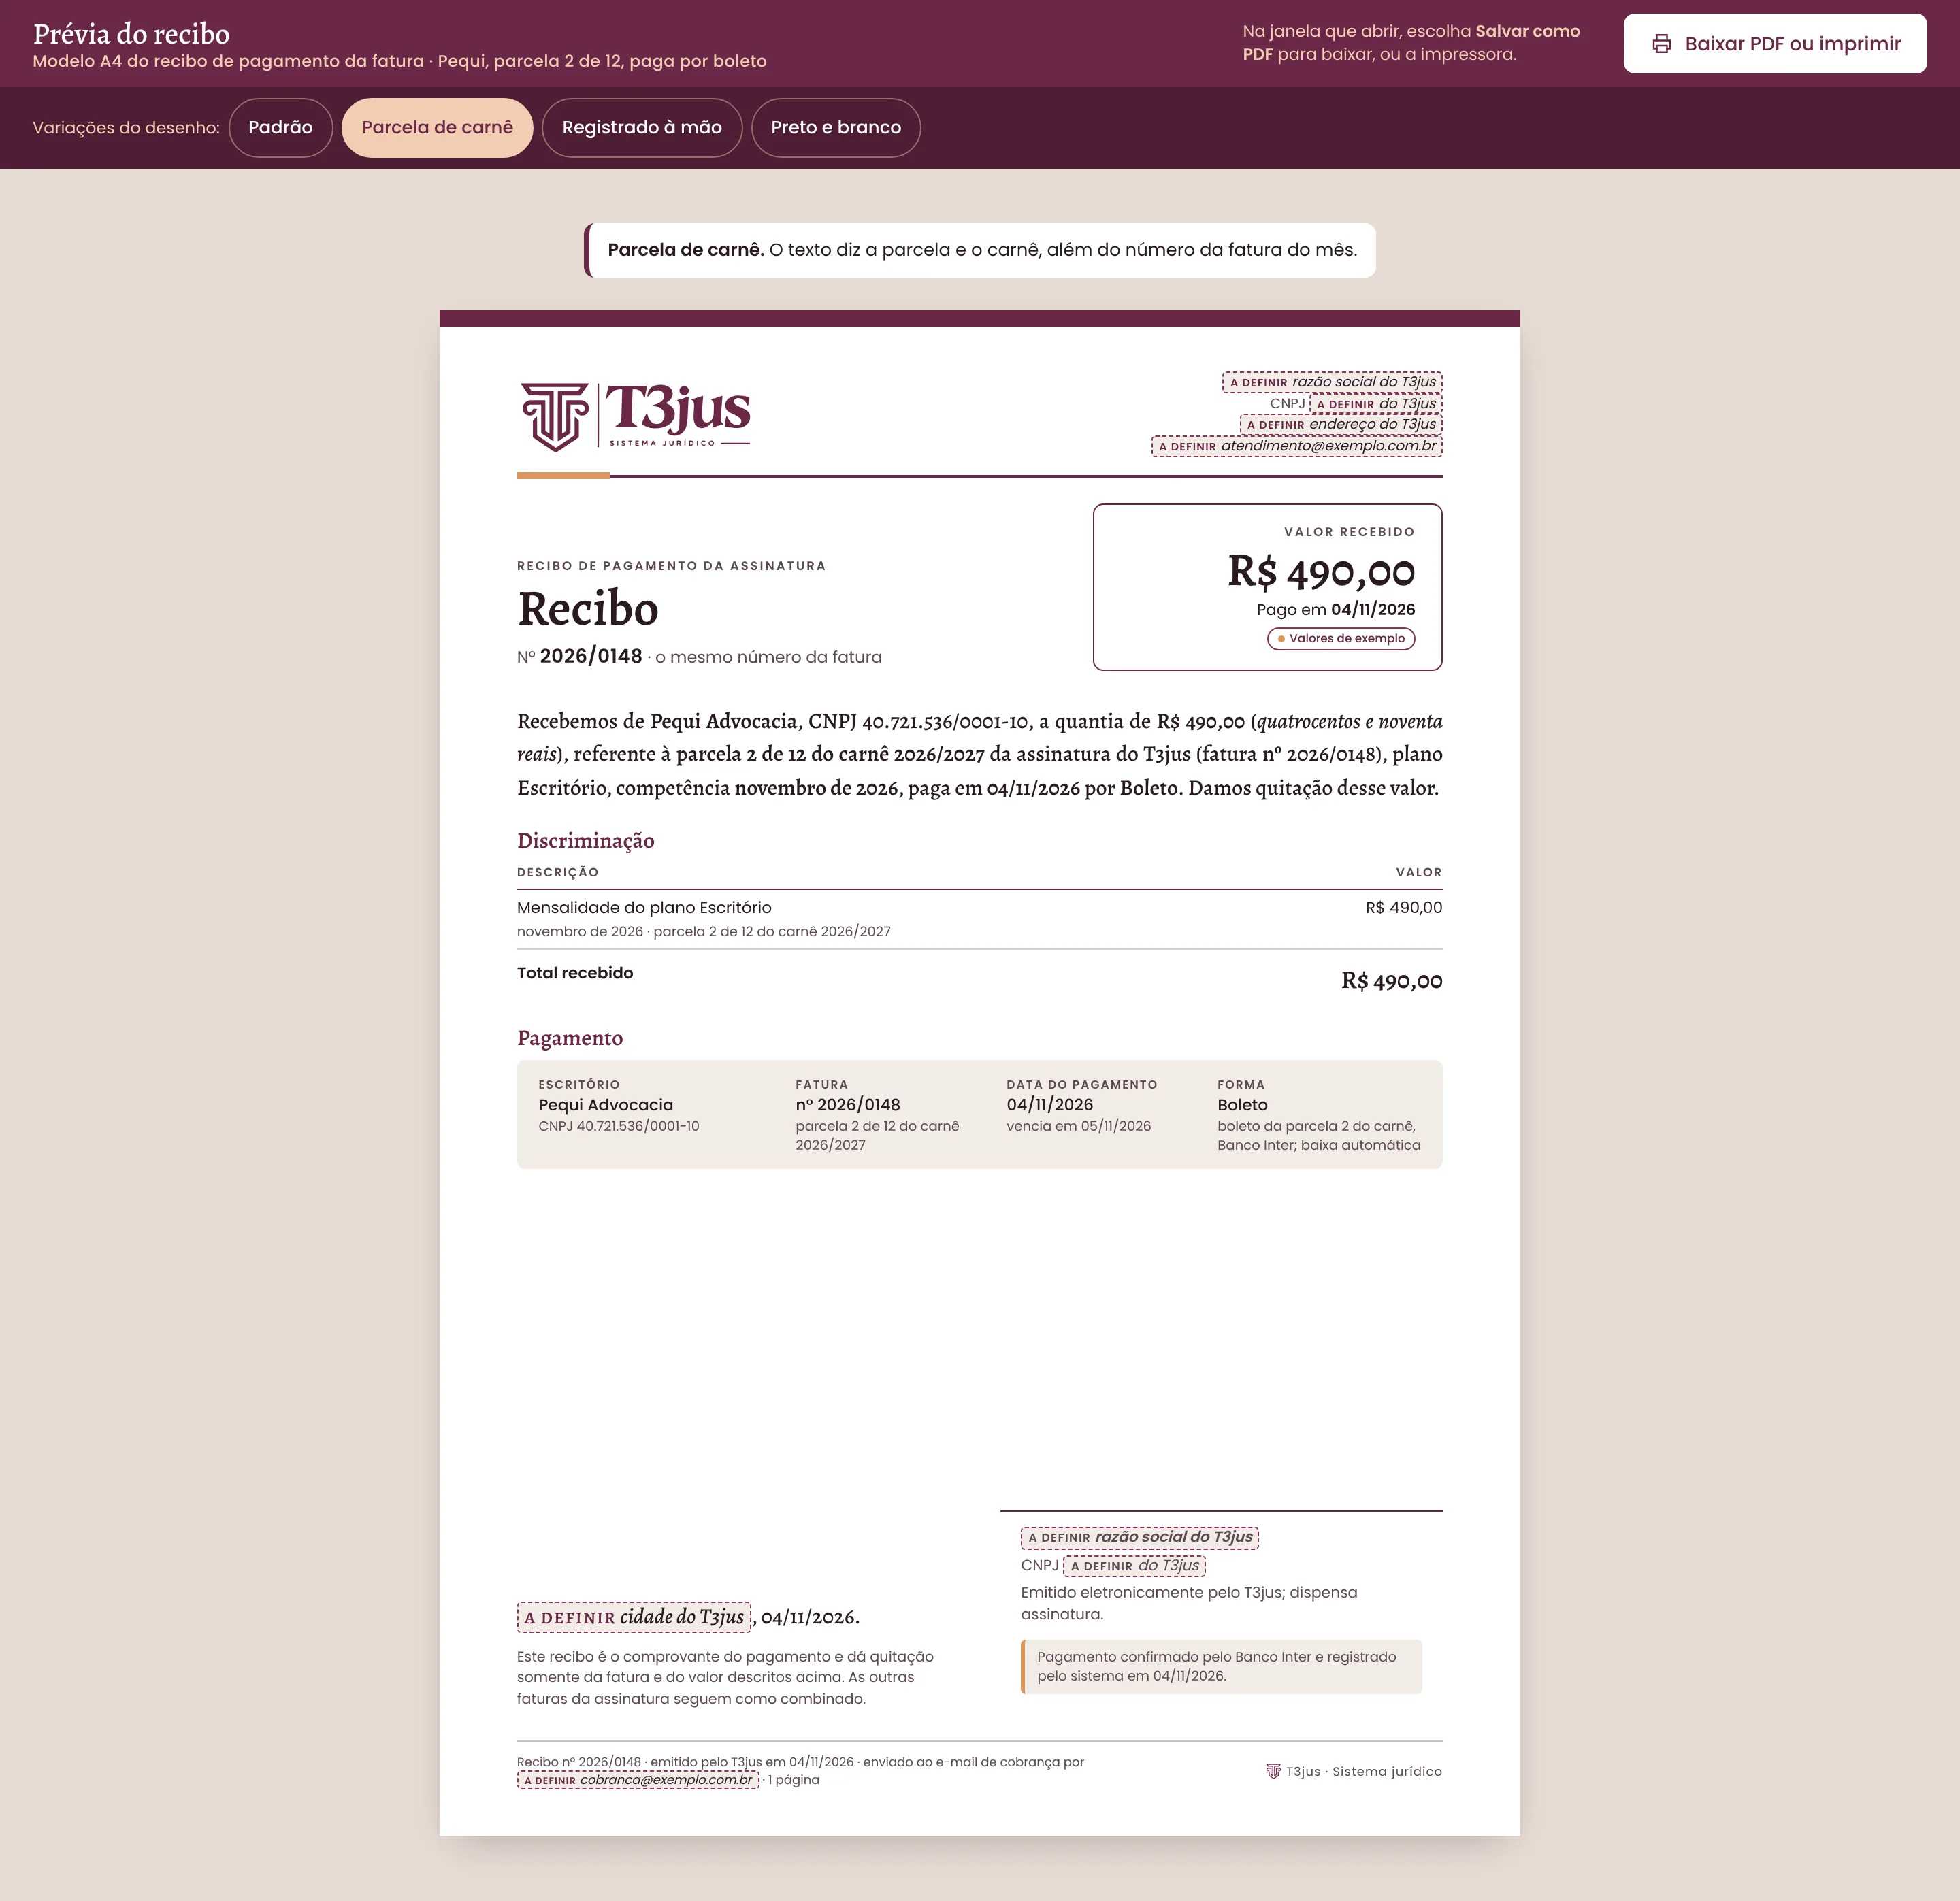 Prévia do recibo
Modelo A4 do recibo de pagamento da fatura · Pequi, parcela 2 de 12, paga por boleto
Na janela que abrir, escolha Salvar como
PDF para baixar, ou a impressora.
Baixar PDF ou imprimir
Variações do desenho:
Padrão
Parcela de carnê
Registrado à mão
Preto e branco
Parcela de carnê. O texto diz a parcela e o carnê, além do número da fatura do mês.
T3jus
SISTEMA JURÍDICO
A DEFINIR razão social do T3jus
CNPJ A DEFINIR do T3jus
A DEFINIR endereço do T3jus
A DEFINIR atendimento@exemplo.com.br
RECIBO DE PAGAMENTO DA ASSINATURA
Recibo
Nº 2026/0148 · o mesmo número da fatura
VALOR RECEBIDO
R$ 490,00
Pago em 04/11/2026
Valores de exemplo
Recebemos de Pequi Advocacia, CNPJ 40.721.536/0001-10, a quantia de R$ 490,00 (quatrocentos e noventa
reais), referente à parcela 2 de 12 do carnê 2026/2027 da assinatura do T3jus (fatura nº 2026/0148), plano
Escritório, competência novembro de 2026, paga em 04/11/2026 por Boleto. Damos quitação desse valor.
Discriminação
DESCRIÇÃO VALOR
Mensalidade do plano Escritório R$ 490,00
novembro de 2026 · parcela 2 de 12 do carnê 2026/2027
Total recebido R$ 490,00
Pagamento
ESCRITÓRIO
Pequi Advocacia
CNPJ 40.721.536/0001-10
FATURA
nº 2026/0148
parcela 2 de 12 do carnê
2026/2027
DATA DO PAGAMENTO
04/11/2026
vencia em 05/11/2026
FORMA
Boleto
boleto da parcela 2 do carnê,
Banco Inter; baixa automática
A DEFINIR cidade do T3jus, 04/11/2026.
Este recibo é o comprovante do pagamento e dá quitação
somente da fatura e do valor descritos acima. As outras
faturas da assinatura seguem como combinado.
A DEFINIR razão social do T3jus
CNPJ A DEFINIR do T3jus
Emitido eletronicamente pelo T3jus; dispensa
assinatura.
Pagamento confirmado pelo Banco Inter e registrado
pelo sistema em 04/11/2026.
Recibo nº 2026/0148 · emitido pelo T3jus em 04/11/2026 · enviado ao e-mail de cobrança por
A DEFINIR cobranca@exemplo.com.br · 1 página
T3jus · Sistema jurídico